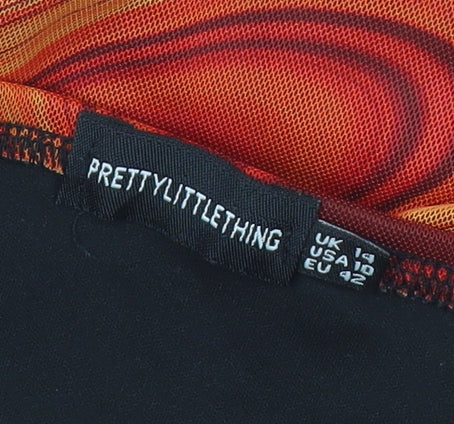 PRETTYLITTLETHING
UK 14
USA 10
EU 42